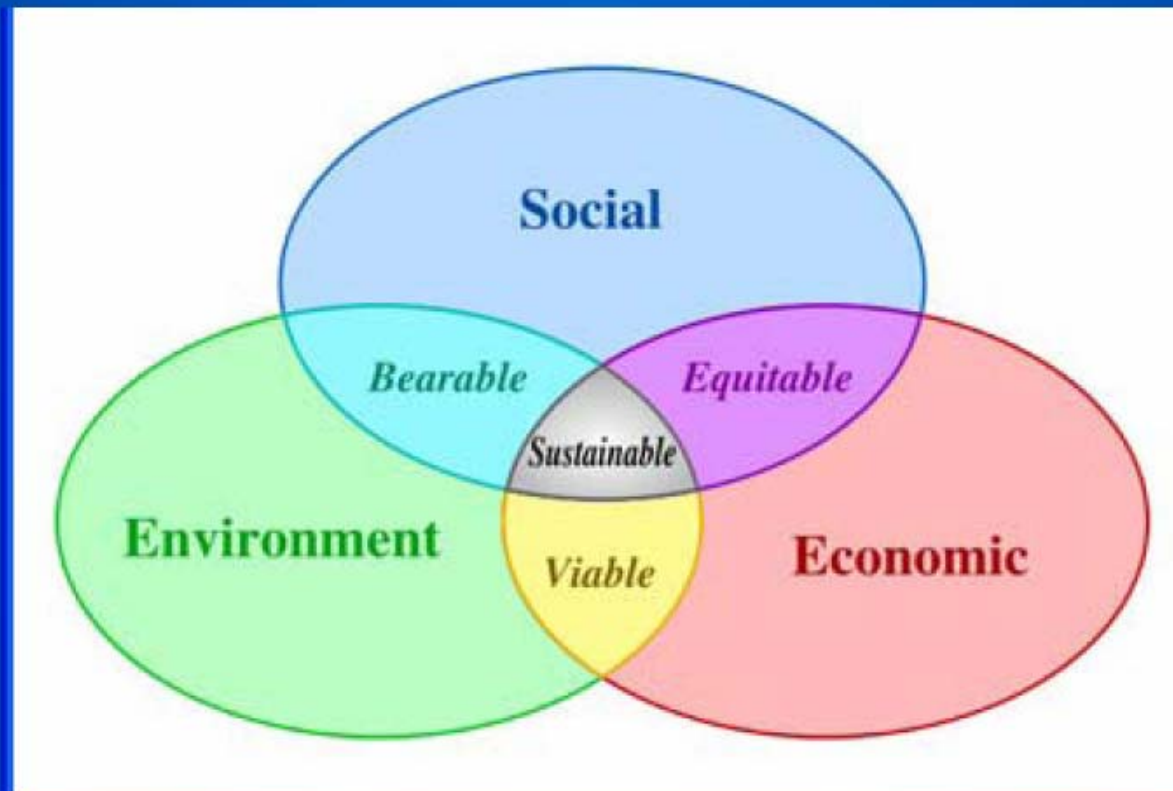 Social
Bearable
Equitable
Sustainable
Environment
Economic
Viable